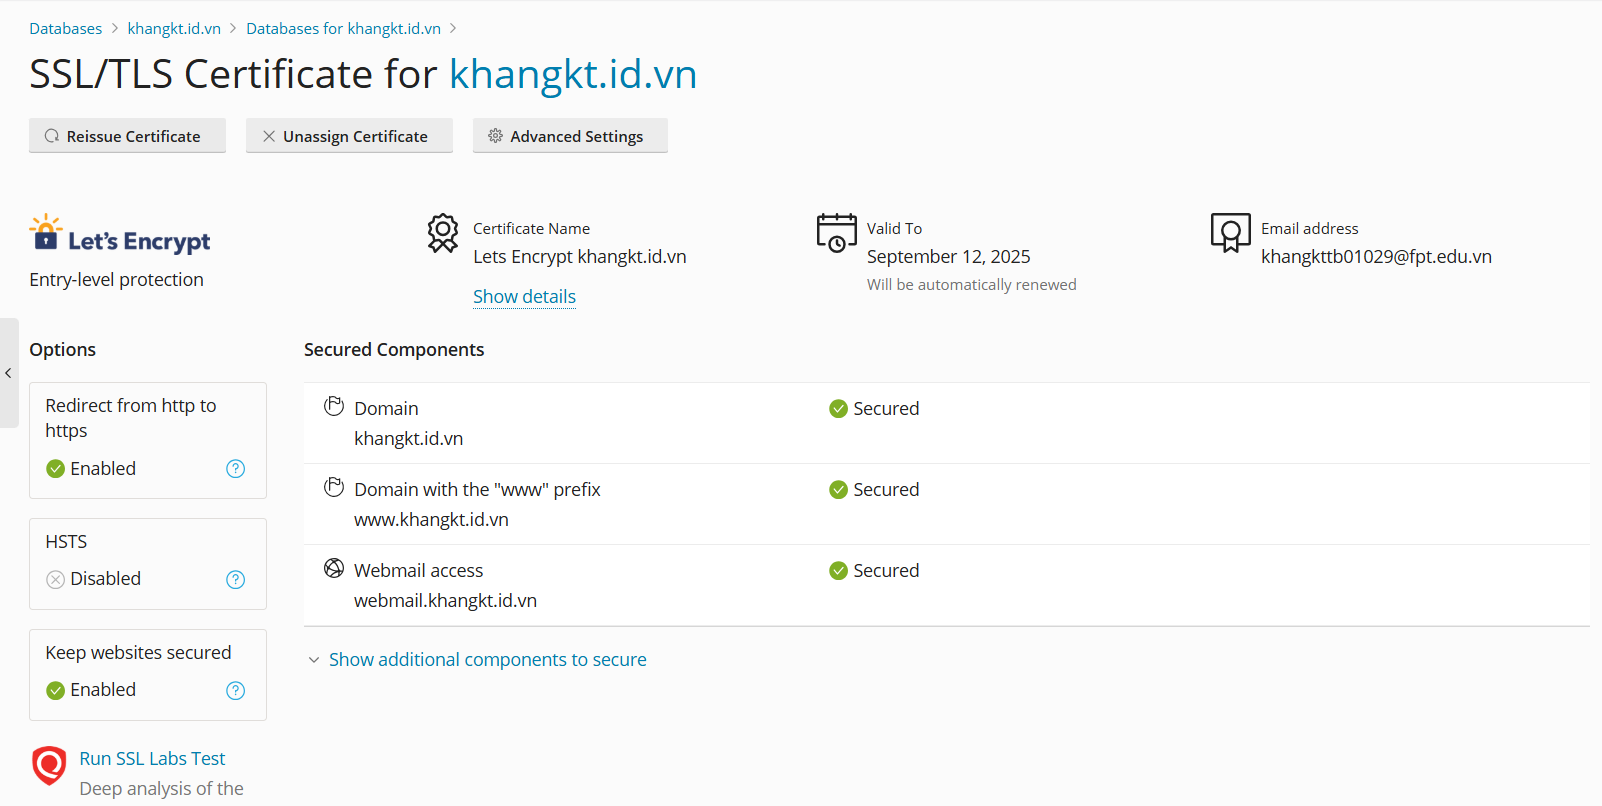 Databases > khangkt.id.vn > Databases for khangkt.id.vn >
SSL/TLS Certificate for khangkt.id.vn
Reissue Certificate
Unassign Certificate
Advanced Settings
Let's Encrypt
Entry-level protection
Certificate Name
Lets Encrypt khangkt.id.vn
Show details
Valid To
September 12, 2025
Will be automatically renewed
Email address
khangkttb01029@fpt.edu.vn
Options
Redirect from http to
https
Enabled
HSTS
Disabled
Keep websites secured
Enabled
Run SSL Labs Test
Deep analysis of the
Secured Components
Domain
khangkt.id.vn
Secured
Domain with the "www" prefix
www.khangkt.id.vn
Secured
Webmail access
webmail.khangkt.id.vn
Secured
Show additional components to secure